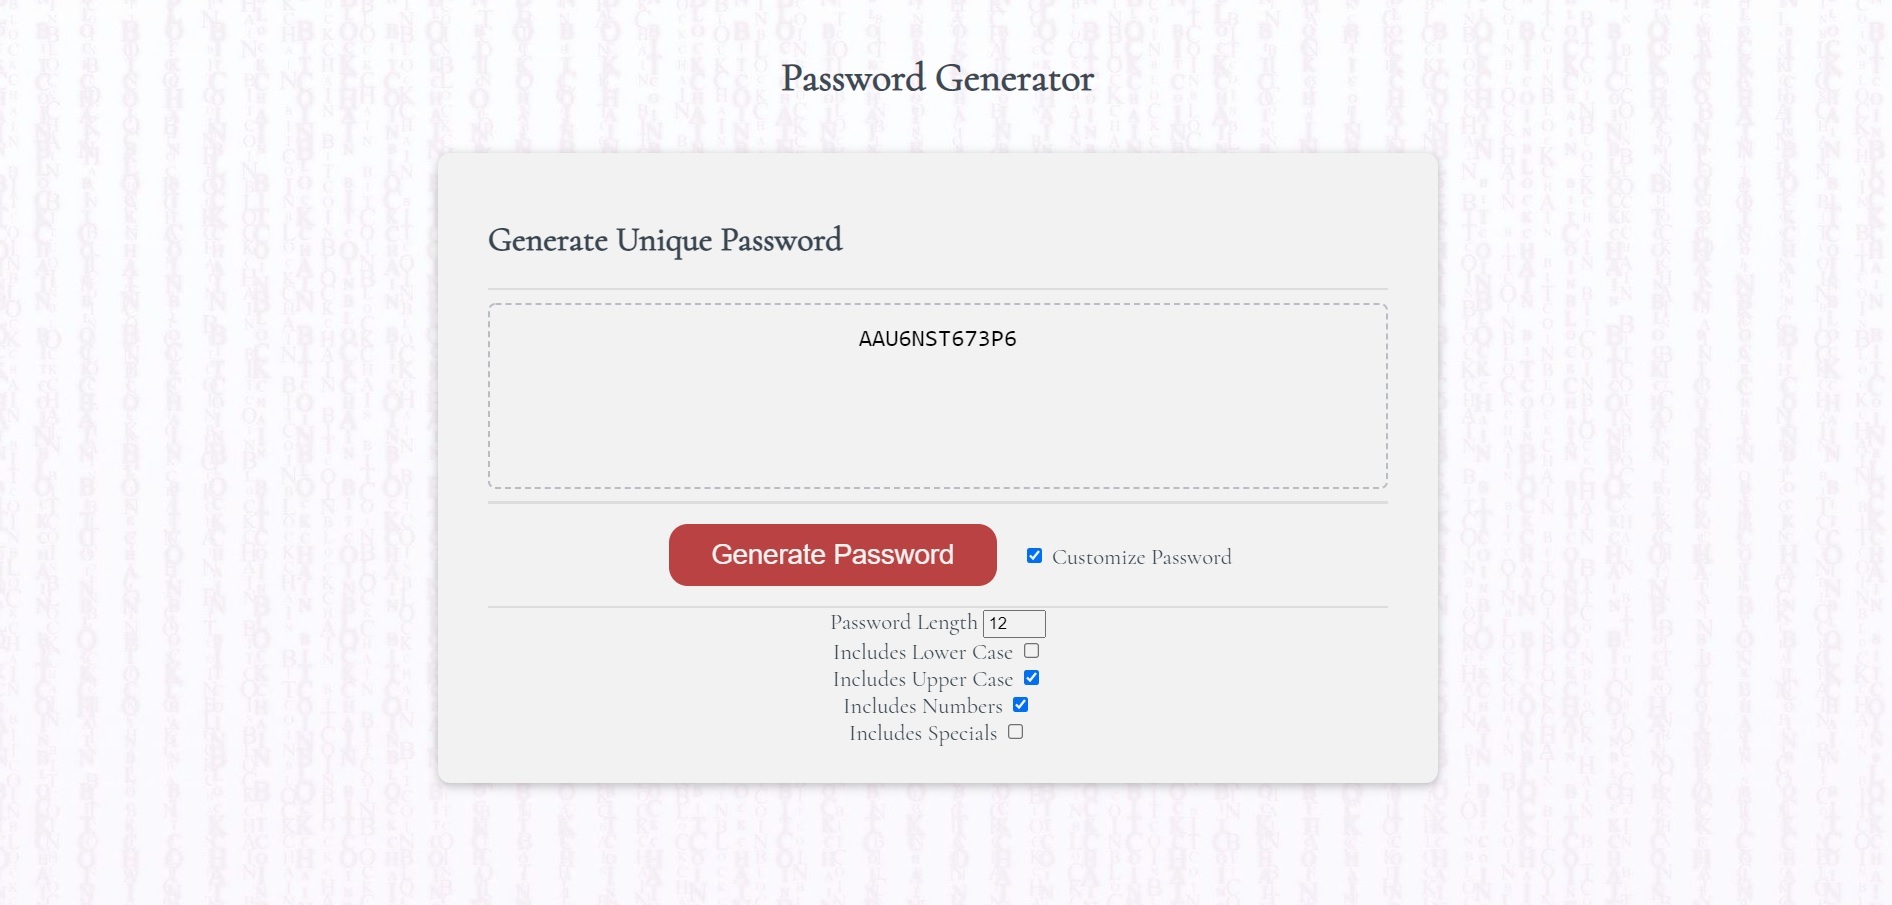 Password Generator
Generate Unique Password
AAU6NST673P6
Generate Password
Customize Password
Password Length 12
Includes Lower Case
Includes Upper Case
Includes Numbers
Includes Specials